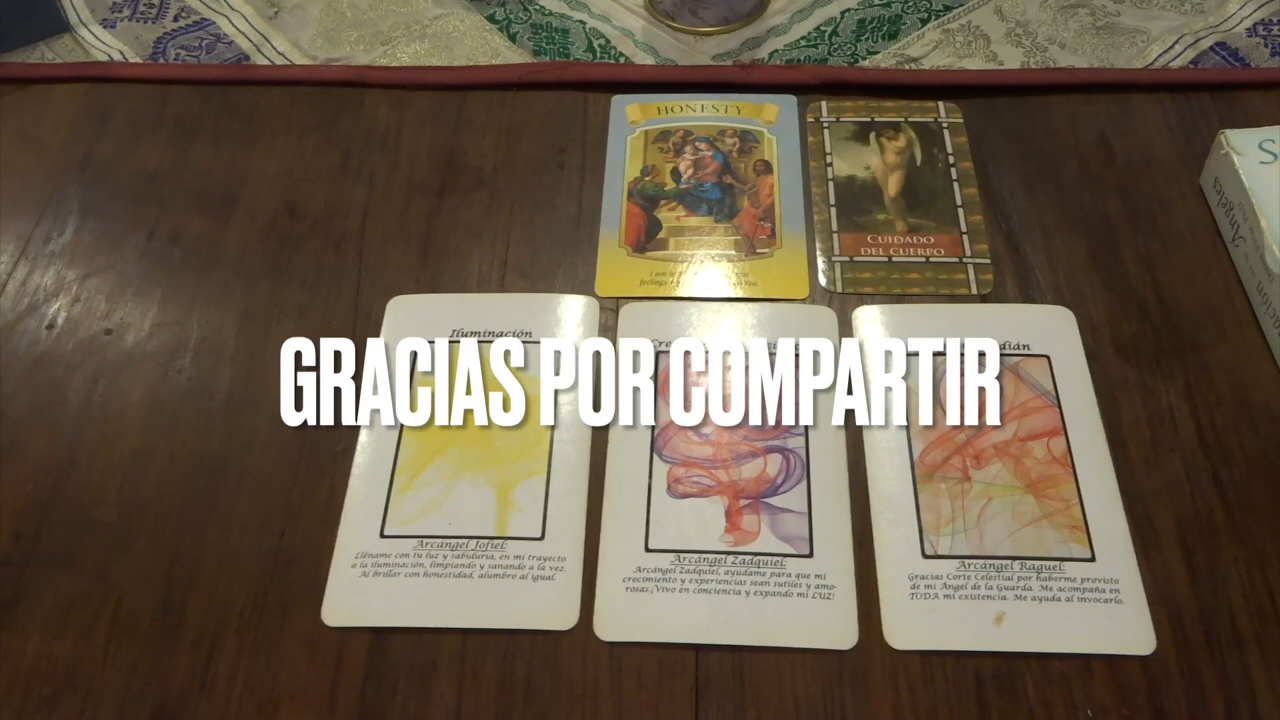 HONESTY
I am
feelings
CUIDADO
DEL CUERPO
Iluminación
GRACIAS POR COMPARTIR
Arcángel Jofiel:
Lléname con tu luz y sabiduría, en mi trayecto
a la iluminación, limpiando y sanando a la vez.
Al brillar con honestidad, alumbro al igual.
Arcángel Zadquiel:
Arcángel Zadquiel, ayúdame para que mi
crecimiento y experiencias sean sutiles y amo-
rosas.¡Vivo en conciencia y expando mi LUZ!
Arcángel Raguel:
Gracias Corte Celestial por haberme provisto
de mi Ángel de la Guarda. Me acompaña en
TODA mi existencia. Me ayuda al invocarlo.
Angeles